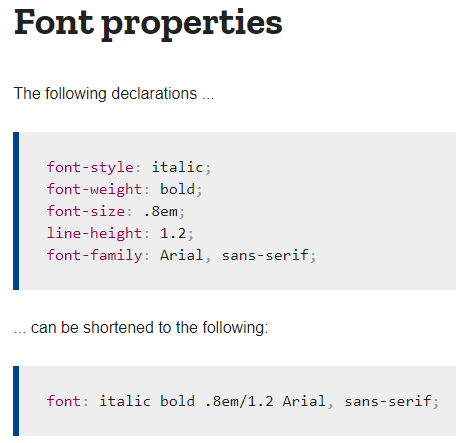 Font properties
The following declarations ...
font-style: italic;
font-weight: bold;
font-size: .8em;
line-height: 1.2;
font-family: Arial, sans-serif;
... can be shortened to the following:
font: italic bold .8em/1.2 Arial, sans-serif;